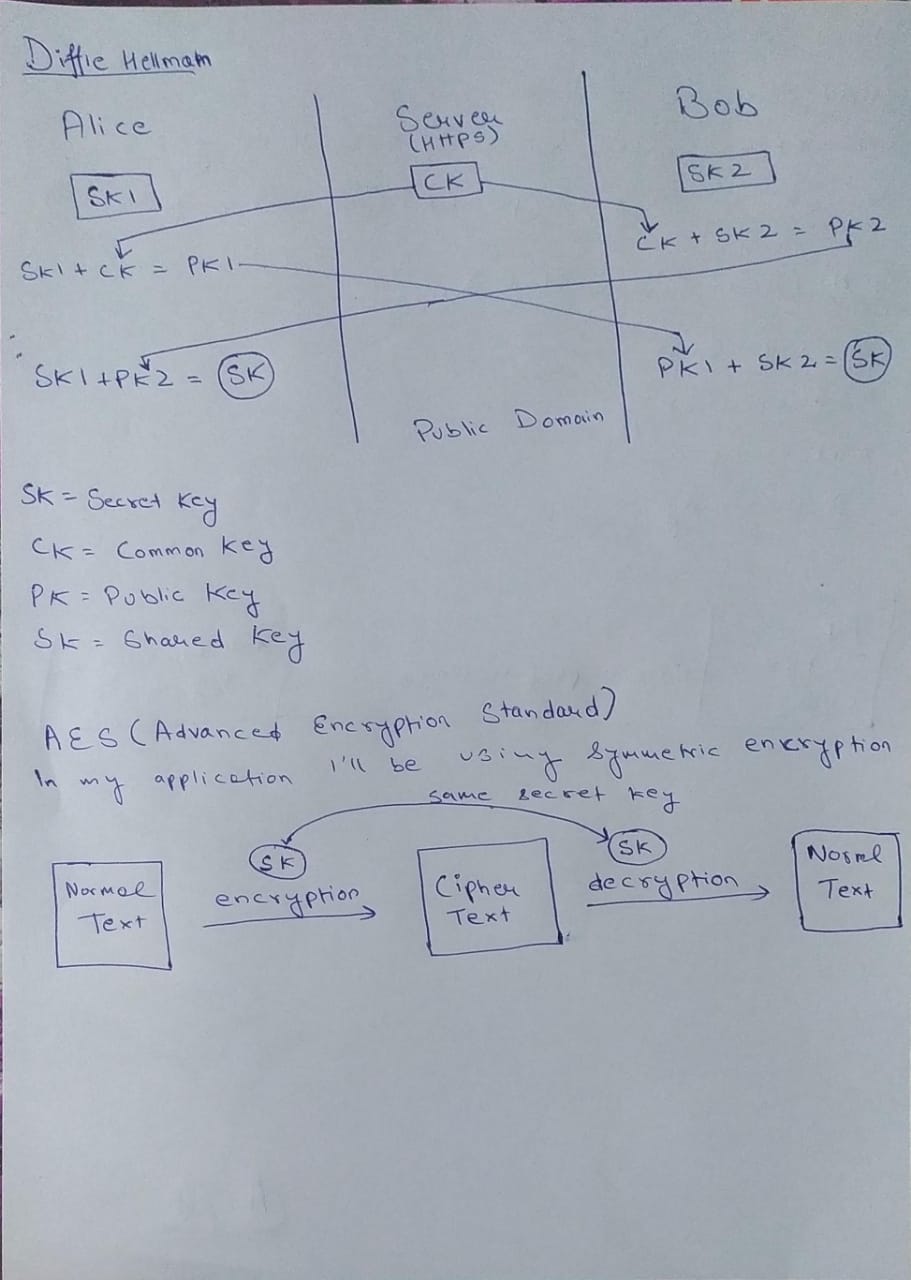 Diffie Hellmam
Alice
Server
(HHPS)
Bob
SK1
CK
SK2
CK + SK2 = PK2
SK1 + CK = PK1
SK1 + PK2 = SK
PK1 + SK2 = SK
Public Domain
SK = Secret Key
CK = Common Key
PK = Public Key
SK = Shared Key
AES (Advanced Encryption Standard)
In my application I'll be using Symmetric encryption
same secret key
SK
encryption
SK
decryption
Normal
Text
Cipher
Text
Normel
Text